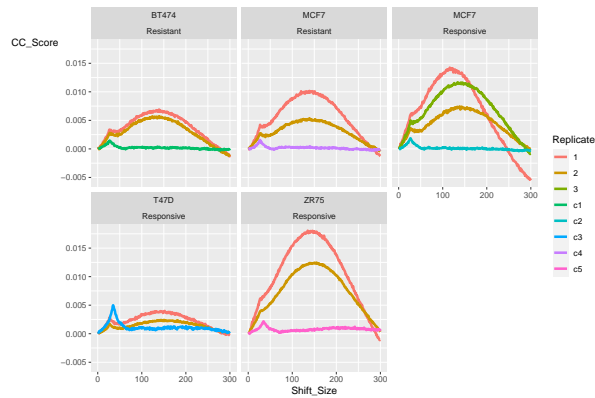 BT474 MCF7 MCF7
Resistant Resistant Responsive
CC_Score
0.015
0.010
0.005
0.000
−0.005
0 100 200 300
T47D ZR75
Responsive Responsive
0.015
0.010
0.005
0.000
−0.005
0 100 200 300 0 100 200 300
Shift_Size
Replicate
1
2
3
c1
c2
c3
c4
c5